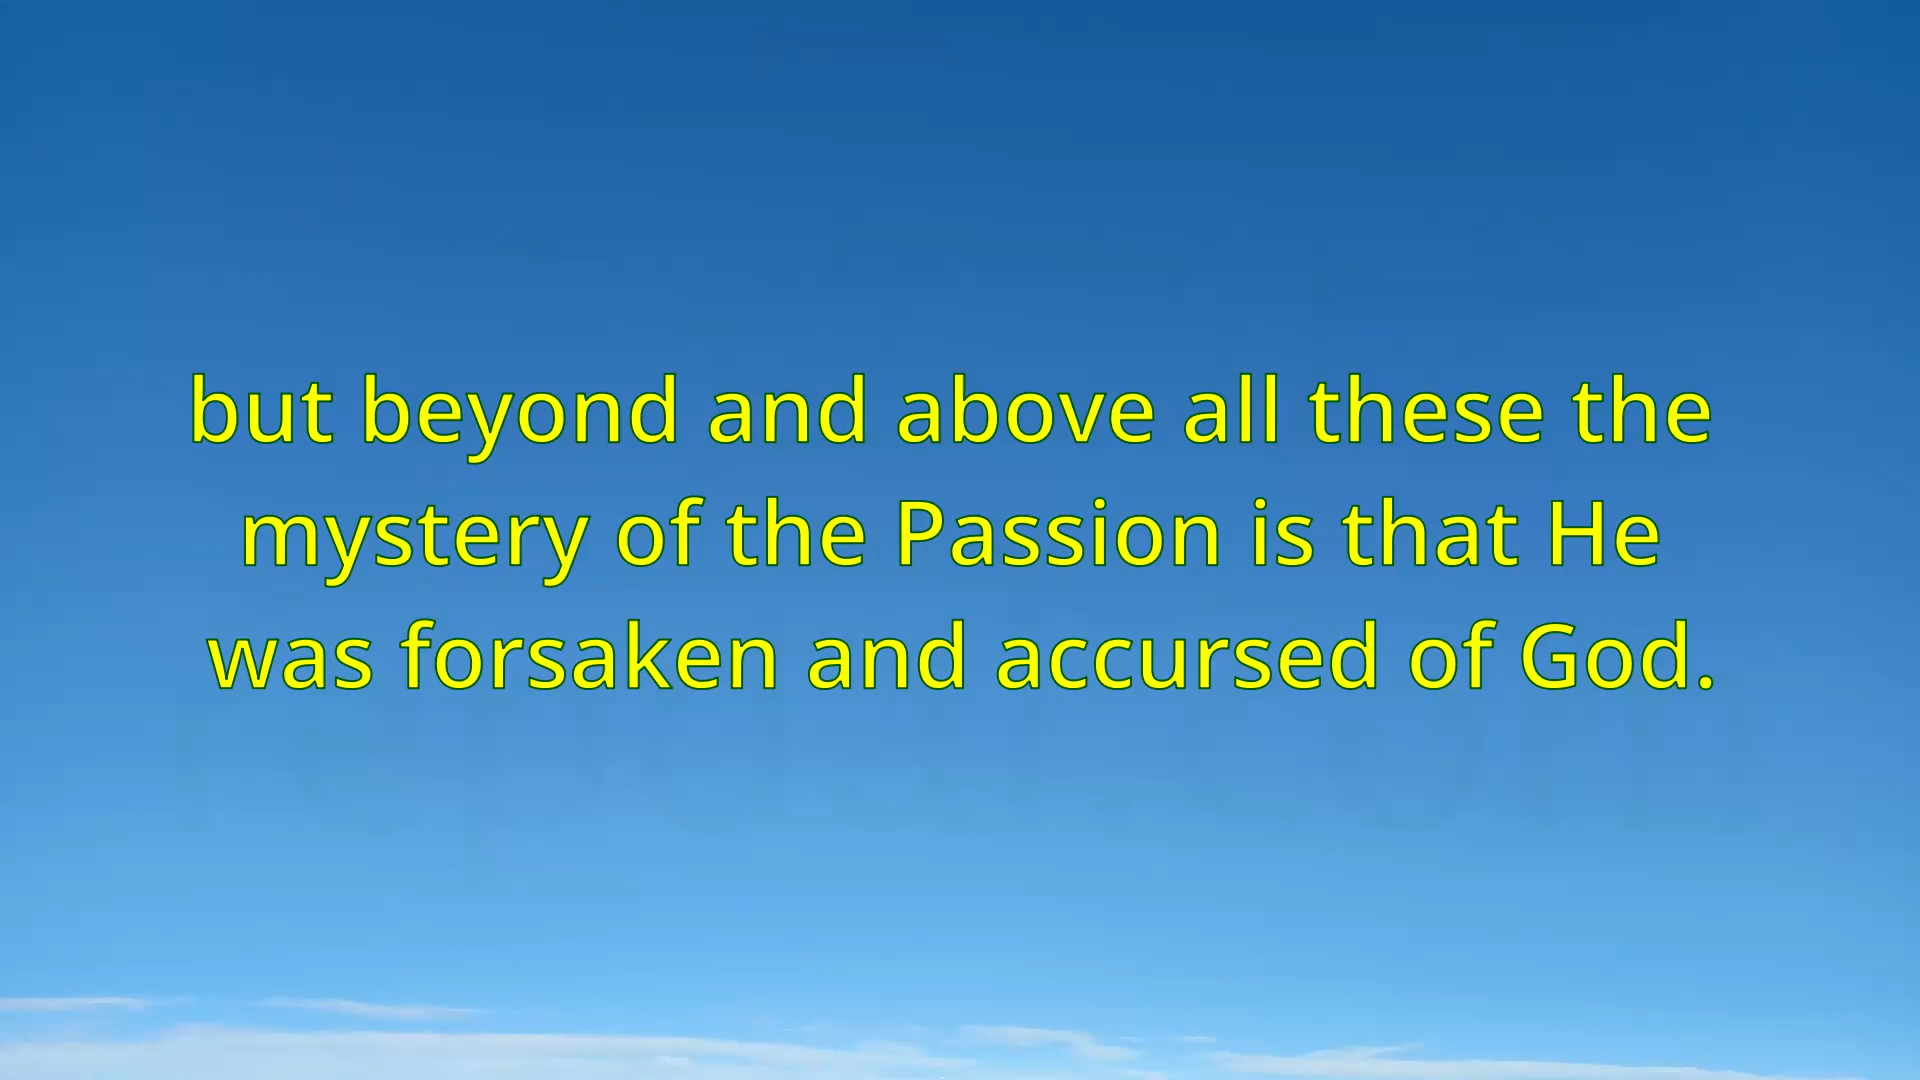 but beyond and above all these the
mystery of the Passion is that He
was forsaken and accursed of God.